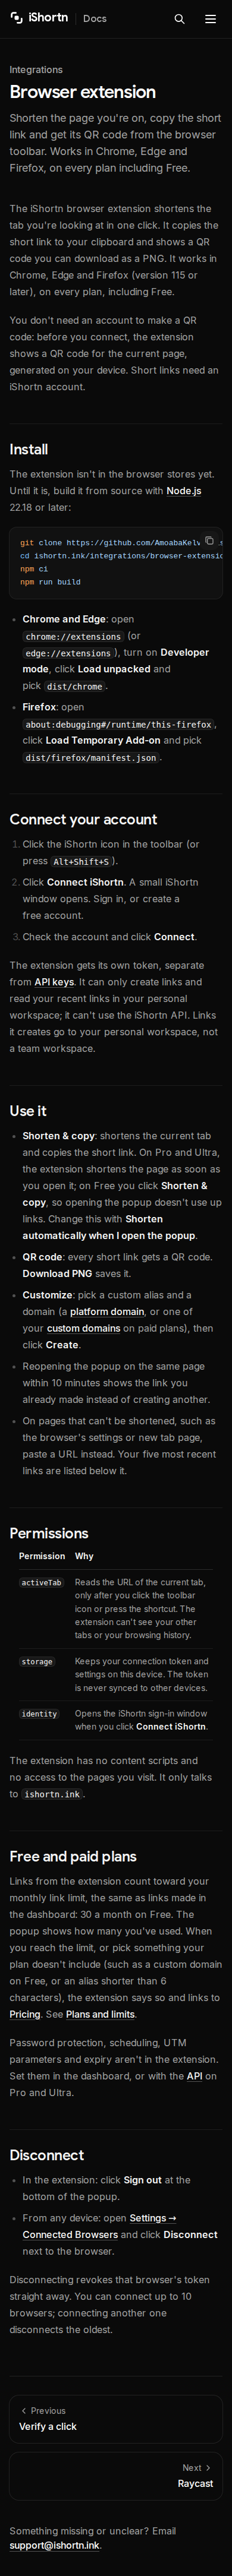 iShortn Docs
Integrations
Browser extension
Shorten the page you're on, copy the short
link and get its QR code from the browser
toolbar. Works in Chrome, Edge and
Firefox, on every plan including Free.
The iShortn browser extension shortens the
tab you're looking at in one click. It copies the
short link to your clipboard and shows a QR
code you can download as a PNG. It works in
Chrome, Edge and Firefox (version 115 or
later), on every plan, including Free.
You don't need an account to make a QR
code: before you connect, the extension
shows a QR code for the current page,
generated on your device. Short links need an
iShortn account.
Install
The extension isn't in the browser stores yet.
Until it is, build it from source with Node.js
22.18 or later:
git clone https://github.com/AmoabaKelv
cd ishortn.ink/integrations/browser-extensio
npm ci
npm run build
• Chrome and Edge: open
chrome://extensions (or
edge://extensions), turn on Developer
mode, click Load unpacked and
pick dist/chrome.
• Firefox: open
about:debugging#/runtime/this-firefox,
click Load Temporary Add-on and pick
dist/firefox/manifest.json.
Connect your account
1. Click the iShortn icon in the toolbar (or
press Alt+Shift+S).
2. Click Connect iShortn. A small iShortn
window opens. Sign in, or create a
free account.
3. Check the account and click Connect.
The extension gets its own token, separate
from API keys. It can only create links and
read your recent links in your personal
workspace; it can't use the iShortn API. Links
it creates go to your personal workspace, not
a team workspace.
Use it
• Shorten & copy: shortens the current tab
and copies the short link. On Pro and Ultra,
the extension shortens the page as soon as
you open it; on Free you click Shorten &
copy, so opening the popup doesn't use up
links. Change this with Shorten
automatically when I open the popup.
• QR code: every short link gets a QR code.
Download PNG saves it.
• Customize: pick a custom alias and a
domain (a platform domain, or one of
your custom domains on paid plans), then
click Create.
• Reopening the popup on the same page
within 10 minutes shows the link you
already made instead of creating another.
• On pages that can't be shortened, such as
the browser's settings or new tab page,
paste a URL instead. Your five most recent
links are listed below it.
Permissions
Permission Why
activeTab Reads the URL of the current tab,
only after you click the toolbar
icon or press the shortcut. The
extension can't see your other
tabs or your browsing history.
storage Keeps your connection token and
settings on this device. The token
is never synced to other devices.
identity Opens the iShortn sign-in window
when you click Connect iShortn.
The extension has no content scripts and
no access to the pages you visit. It only talks
to ishortn.ink.
Free and paid plans
Links from the extension count toward your
monthly link limit, the same as links made in
the dashboard: 30 a month on Free. The
popup shows how many you've used. When
you reach the limit, or pick something your
plan doesn't include (such as a custom domain
on Free, or an alias shorter than 6
characters), the extension says so and links to
Pricing. See Plans and limits.
Password protection, scheduling, UTM
parameters and expiry aren't in the extension.
Set them in the dashboard, or with the API on
Pro and Ultra.
Disconnect
• In the extension: click Sign out at the
bottom of the popup.
• From any device: open Settings →
Connected Browsers and click Disconnect
next to the browser.
Disconnecting revokes that browser's token
straight away. You can connect up to 10
browsers; connecting another one
disconnects the oldest.
Previous
Verify a click
Next
Raycast
Something missing or unclear? Email
support@ishortn.ink.